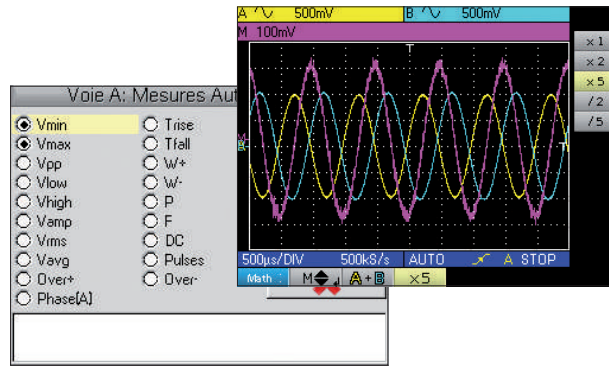 A 500mV B 500mV
M 100mV
T
×1
×2
×5
/2
/5
T
500µs/DIV 500kS/s AUTO A STOP
Math : M A+B ×5
Voie A: Mesures Aut
Vmin Trise
Vmax Tfall
Vpp W+
Vlow W-
Vhigh P
Vamp F
Vrms DC
Vavg Pulses
Over+ Over-
Phase[A]